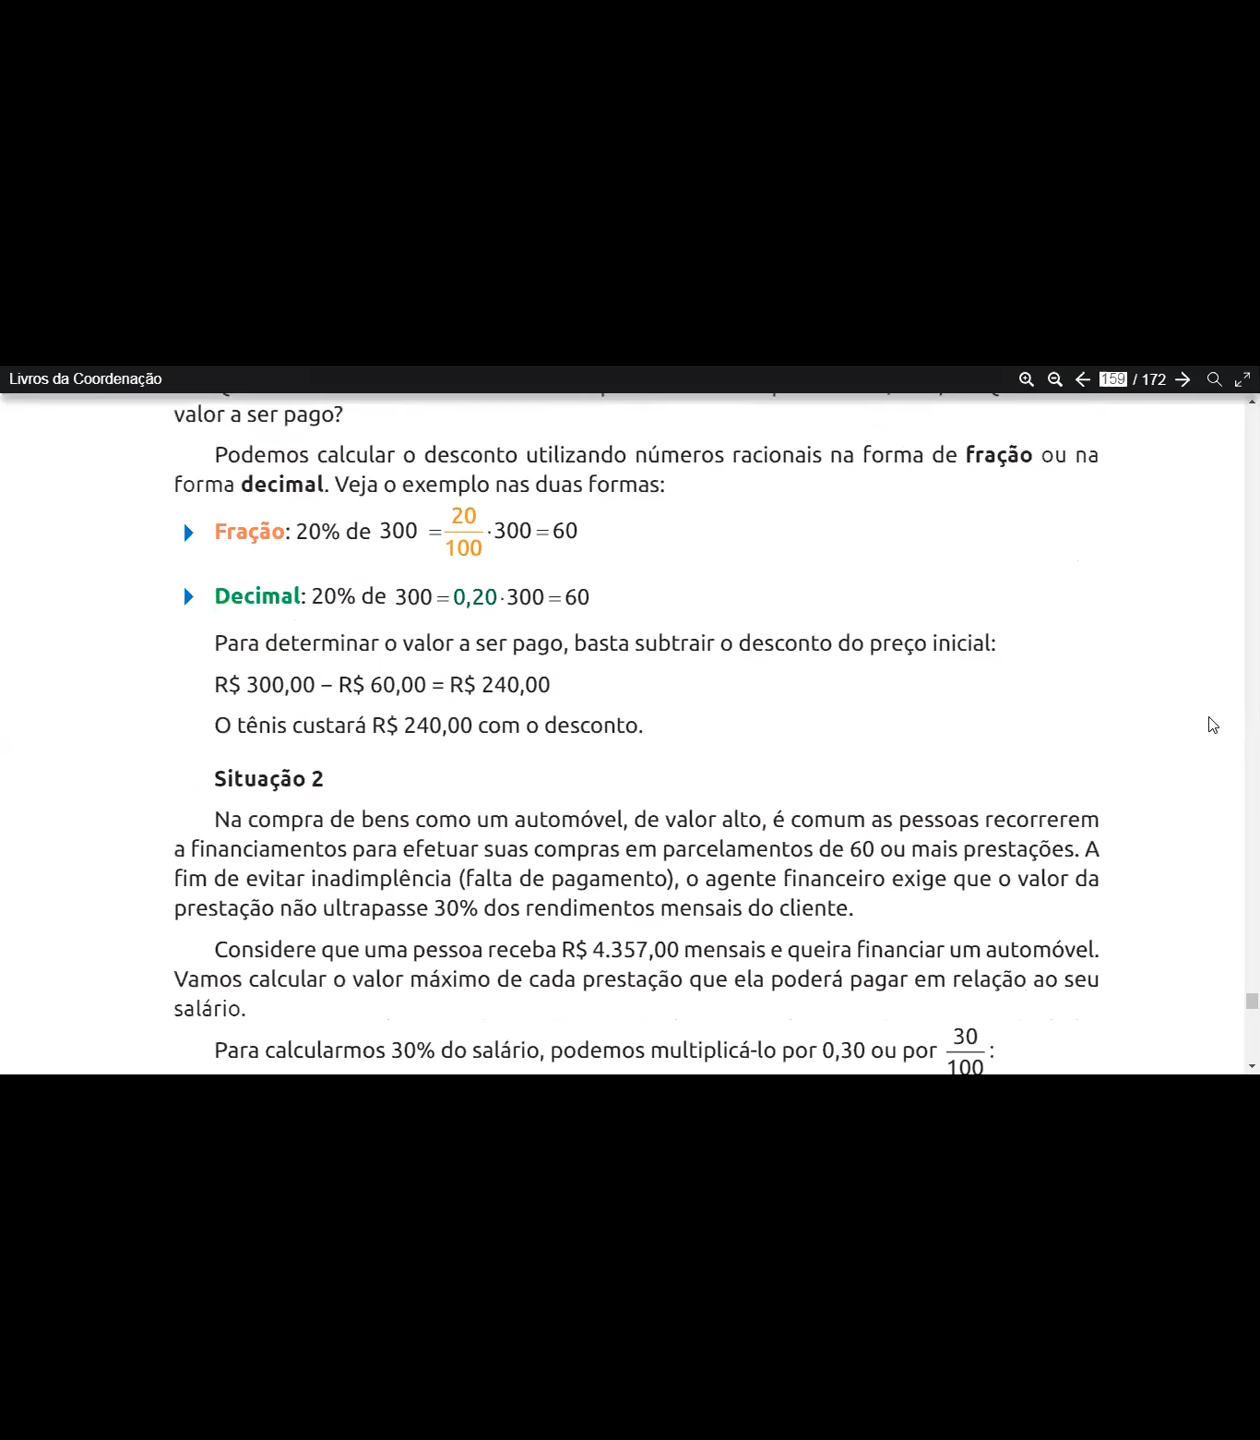 Livros da Coordenação 159 / 172
valor a ser pago?
Podemos calcular o desconto utilizando números racionais na forma de fração ou na
forma decimal. Veja o exemplo nas duas formas:
Fração: 20% de 300 = 20/100 · 300 = 60
Decimal: 20% de 300 = 0,20 · 300 = 60
Para determinar o valor a ser pago, basta subtrair o desconto do preço inicial:
R$ 300,00 – R$ 60,00 = R$ 240,00
O tênis custará R$ 240,00 com o desconto.
Situação 2
Na compra de bens como um automóvel, de valor alto, é comum as pessoas recorrerem
a financiamentos para efetuar suas compras em parcelamentos de 60 ou mais prestações. A
fim de evitar inadimplência (falta de pagamento), o agente financeiro exige que o valor da
prestação não ultrapasse 30% dos rendimentos mensais do cliente.
Considere que uma pessoa receba R$ 4.357,00 mensais e queira financiar um automóvel.
Vamos calcular o valor máximo de cada prestação que ela poderá pagar em relação ao seu
salário.
Para calcularmos 30% do salário, podemos multiplicá-lo por 0,30 ou por 30/100 :